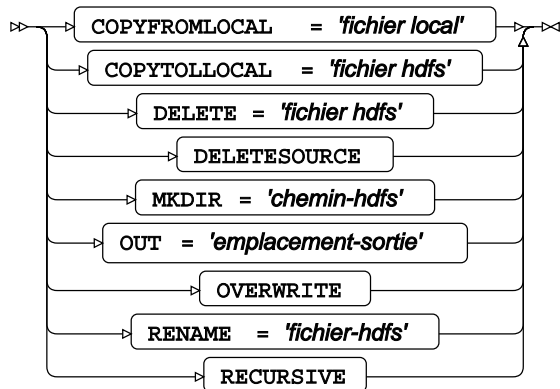 COPYFROMLOCAL = 'fichier local'
COPYTOLLOCAL = 'fichier hdfs'
DELETE = 'fichier hdfs'
DELETESOURCE
MKDIR = 'chemin-hdfs'
OUT = 'emplacement-sortie'
OVERWRITE
RENAME = 'fichier-hdfs'
RECURSIVE